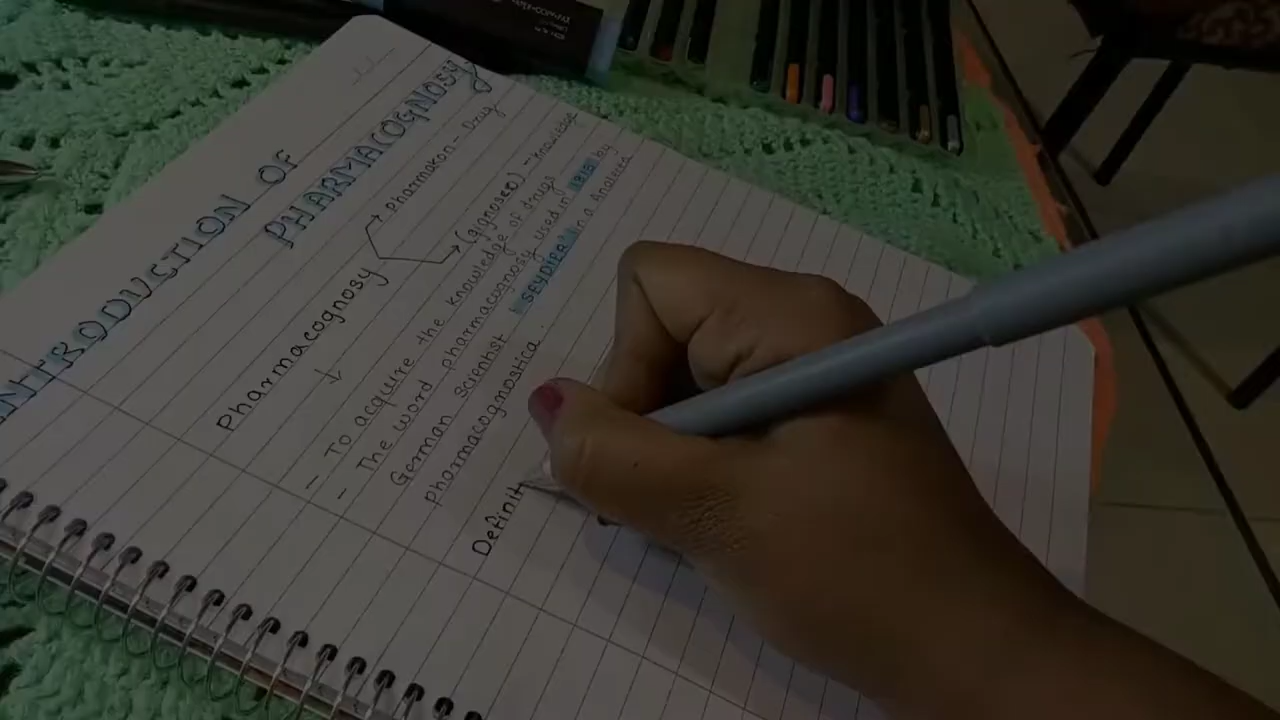 INTRODUCTION OF
PHARMACOGNOSY
Pharmakon - Drug
Pharmacognosy
(gignosco) - Knowledge
- To acquire the knowledge of drugs
- The word pharmacognosy used in 1815 by
German Scientist "SEYDLER" in a Analecta
pharmacognostica.
Definit